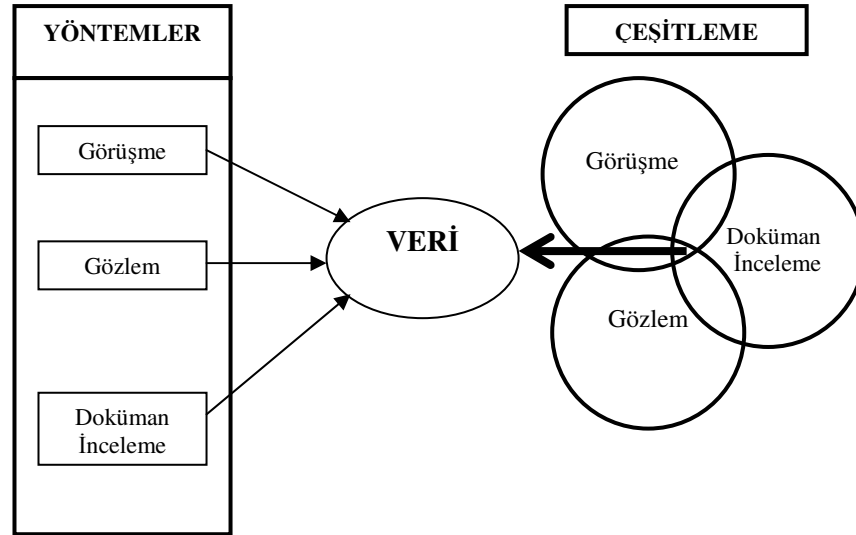 YÖNTEMLER
Görüşme
Gözlem
Doküman
İnceleme
VERİ
ÇEŞİTLEME
Görüşme
Doküman
İnceleme
Gözlem